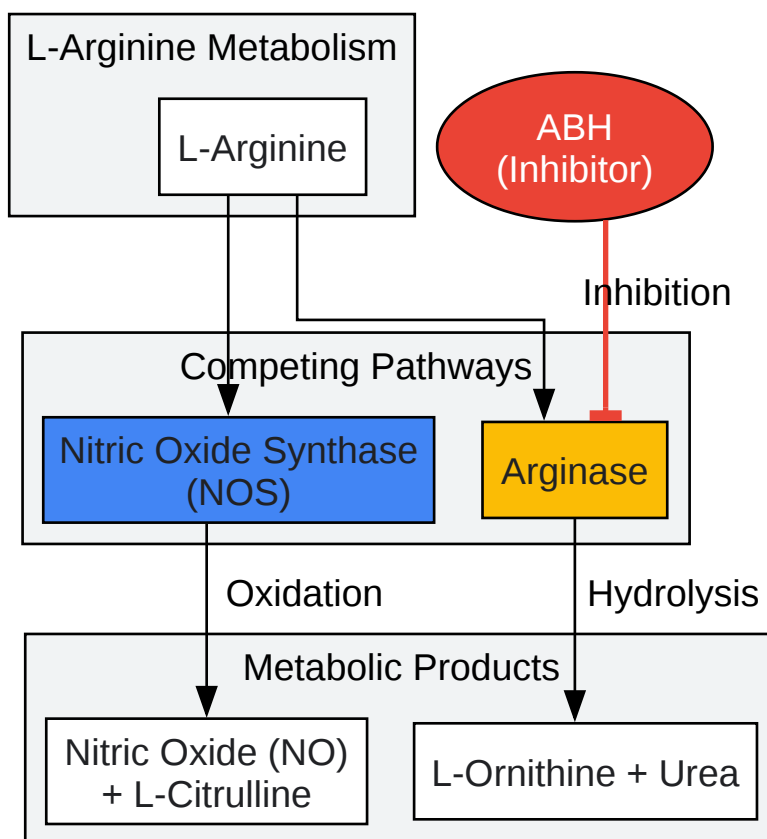 L-Arginine Metabolism
L-Arginine
ABH
(Inhibitor)
Inhibition
Competing Pathways
Nitric Oxide Synthase
(NOS)
Arginase
Oxidation
Hydrolysis
Metabolic Products
Nitric Oxide (NO)
+ L-Citrulline
L-Ornithine + Urea